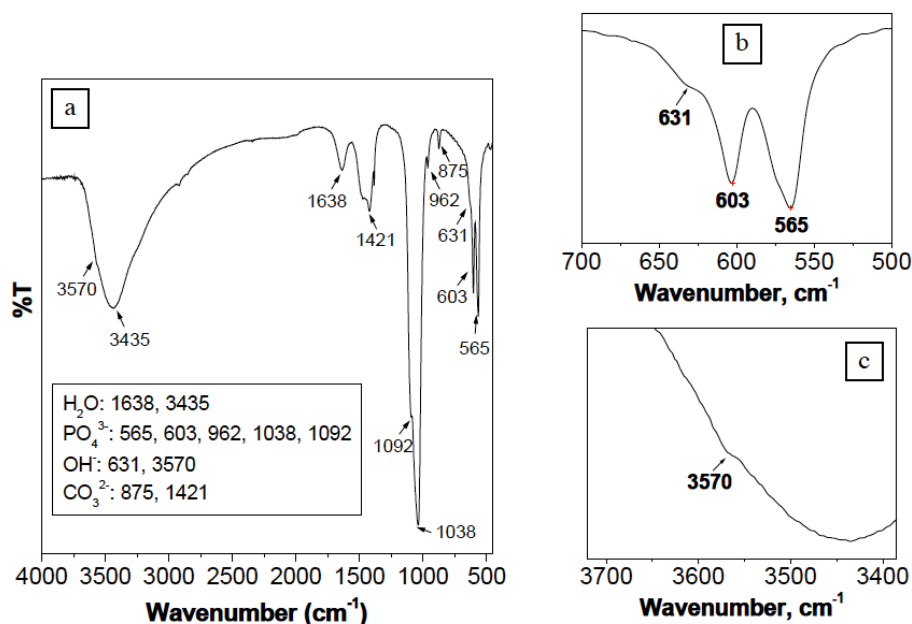 a
%T
3570
3435
1638
1421
875
962
631
603
565
1092
1038
H₂O: 1638, 3435
PO₄³⁻: 565, 603, 962, 1038, 1092
OH⁻: 631, 3570
CO₃²⁻: 875, 1421
4000 3500 3000 2500 2000 1500 1000 500
Wavenumber (cm⁻¹)
b
631
603
565
700 650 600 550 500
Wavenumber, cm⁻¹
c
3570
3700 3600 3500 3400
Wavenumber, cm⁻¹